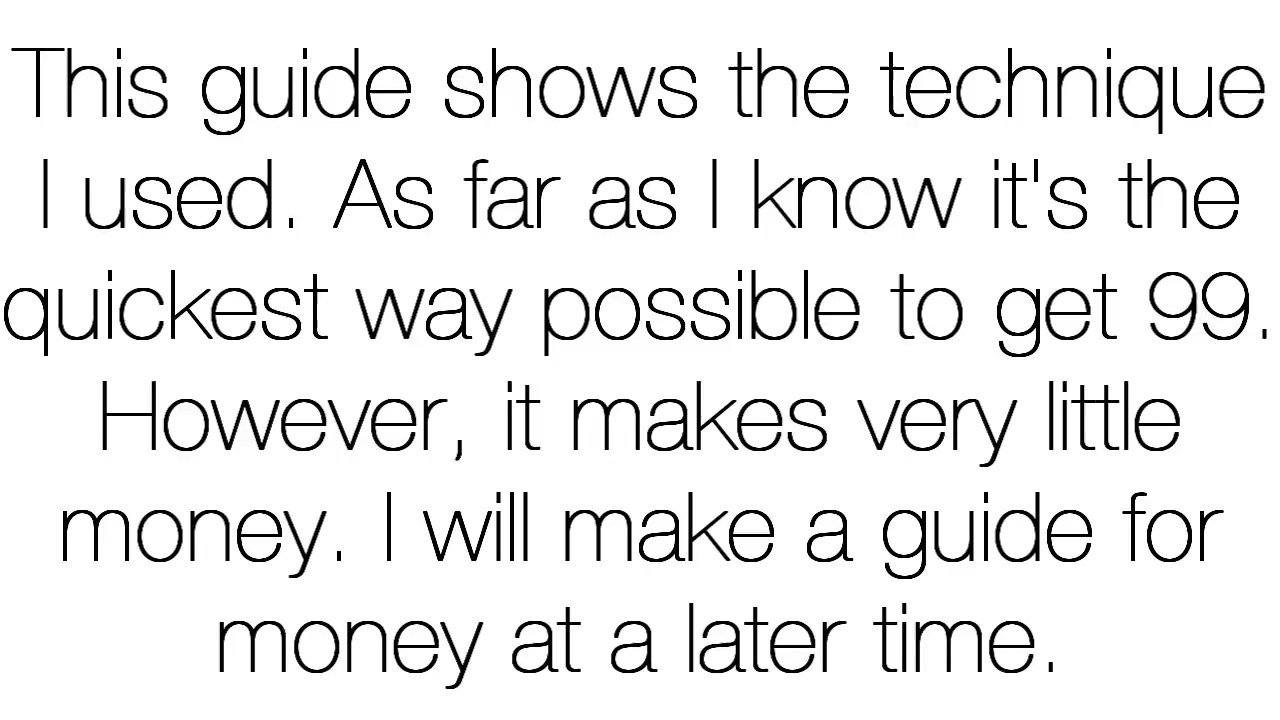 This guide shows the technique
I used. As far as I know it's the
quickest way possible to get 99.
However, it makes very little
money. I will make a guide for
money at a later time.